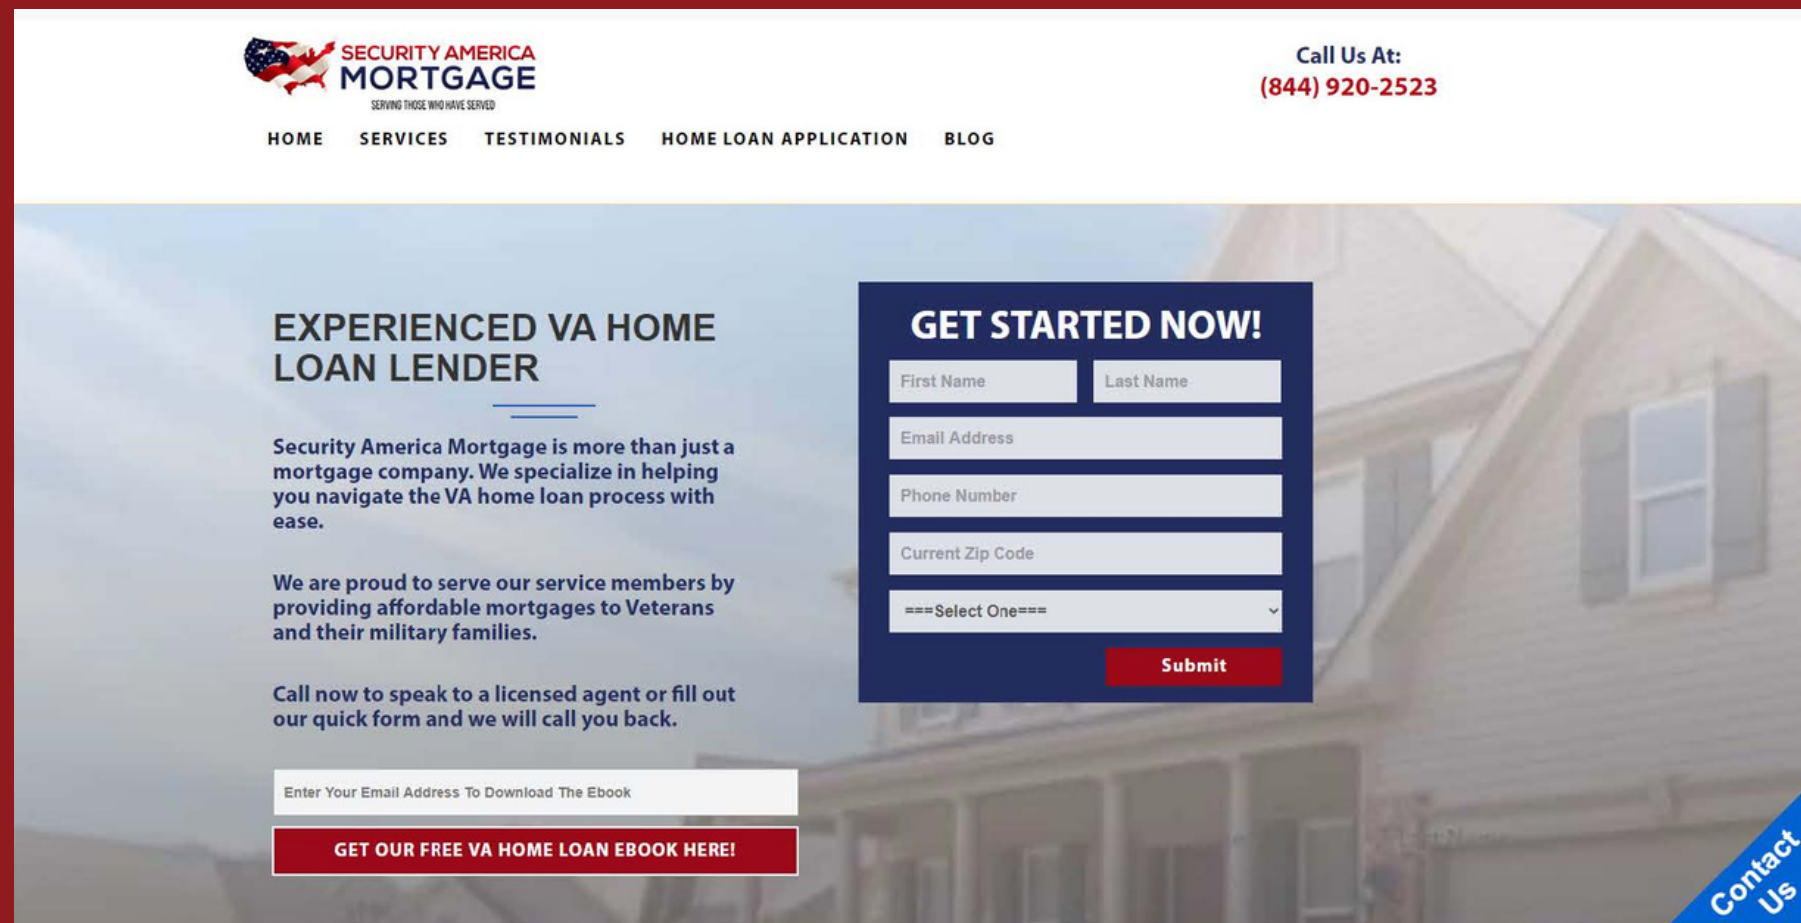 SECURITY AMERICA
MORTGAGE
SERVING THOSE WHO HAVE SERVED
Call Us At:
(844) 920-2523
HOME SERVICES TESTIMONIALS HOME LOAN APPLICATION BLOG
EXPERIENCED VA HOME
LOAN LENDER
Security America Mortgage is more than just a
mortgage company. We specialize in helping
you navigate the VA home loan process with
ease.
We are proud to serve our service members by
providing affordable mortgages to Veterans
and their military families.
Call now to speak to a licensed agent or fill out
our quick form and we will call you back.
Enter Your Email Address To Download The Ebook
GET OUR FREE VA HOME LOAN EBOOK HERE!
GET STARTED NOW!
First Name Last Name
Email Address
Phone Number
Current Zip Code
===Select One===
Submit
Contact
Us